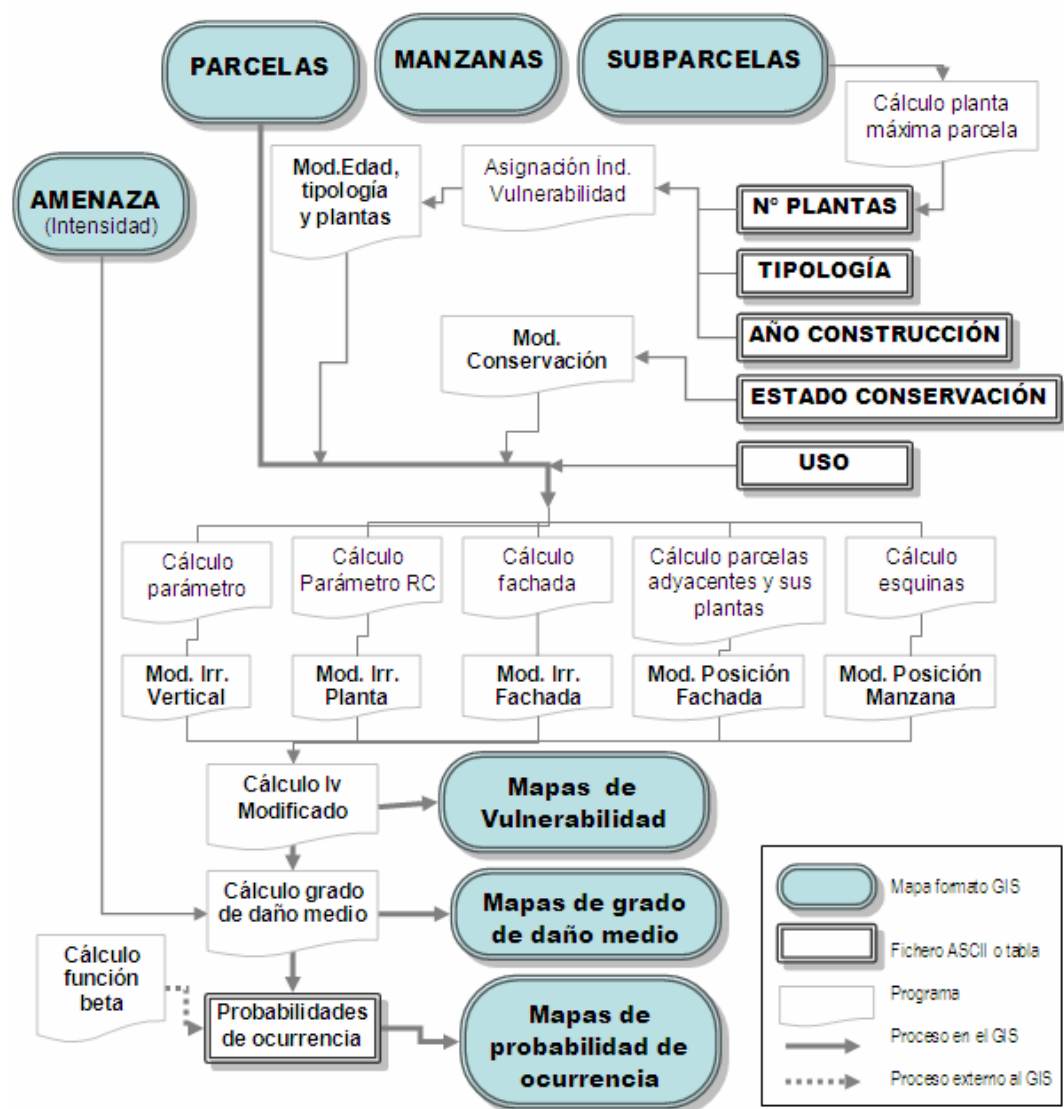 PARCELAS
MANZANAS
SUBPARCELAS
Cálculo planta
máxima parcela
AMENAZA
(Intensidad)
Mod.Edad,
tipología
y plantas
Asignación Índ.
Vulnerabilidad
Nº PLANTAS
TIPOLOGÍA
AÑO CONSTRUCCIÓN
Mod.
Conservación
ESTADO CONSERVACIÓN
USO
Cálculo
parámetro
Cálculo
Parámetro RC
Cálculo
fachada
Cálculo parcelas
adyacentes y sus
plantas
Cálculo
esquinas
Mod. Irr.
Vertical
Mod. Irr.
Planta
Mod. Irr.
Fachada
Mod. Posición
Fachada
Mod. Posición
Manzana
Cálculo Iv
Modificado
Mapas de
Vulnerabilidad
Cálculo grado
de daño medio
Mapas de grado
de daño medio
Cálculo
función
beta
Probabilidades
de ocurrencia
Mapas de
probabilidad de
ocurrencia
Mapa formato GIS
Fichero ASCII o tabla
Programa
Proceso en el GIS
Proceso externo al GIS